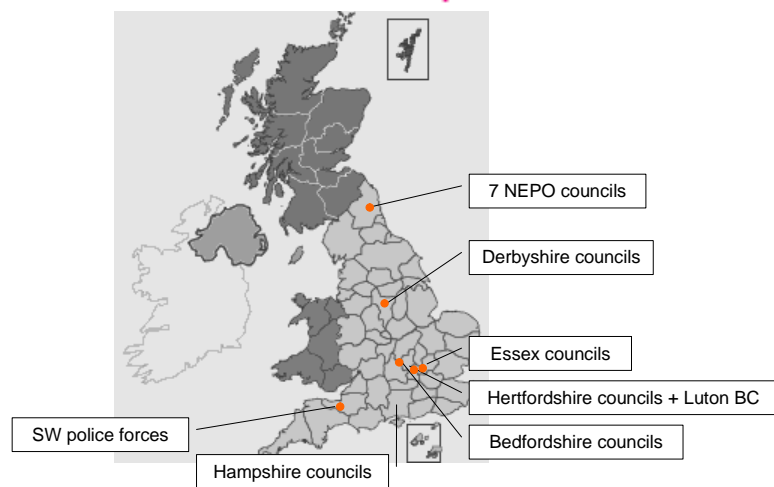 7 NEPO councils
Derbyshire councils
Essex councils
Hertfordshire councils + Luton BC
SW police forces
Bedfordshire councils
Hampshire councils